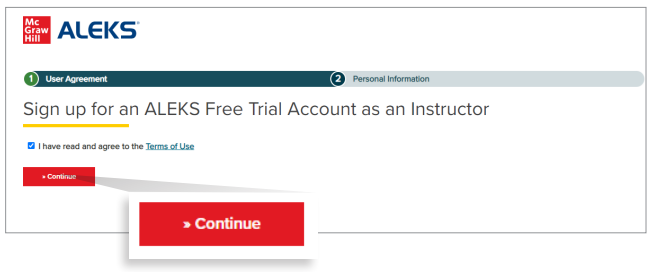 Mc
Graw
Hill
ALEKS®
1 User Agreement
2 Personal Information
Sign up for an ALEKS Free Trial Account as an Instructor
I have read and agree to the Terms of Use
» Continue
» Continue